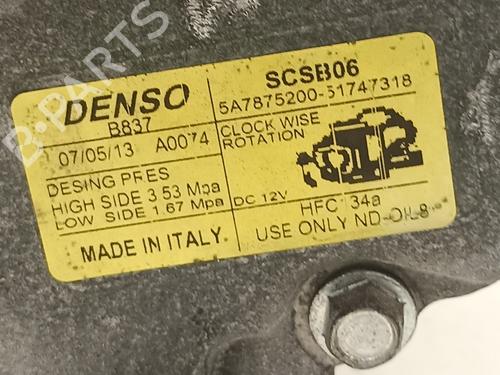 B-PARTS
DENSO
B837
07/05/13 A0074
DESING PRES
HIGH SIDE 3,53 Mpa
LOW SIDE 1.67 Mpa
MADE IN ITALY.
SCSB06
5A7875200-51747318
CLOCK WISE
ROTATION
DC 12V
HFC 134a
USE ONLY ND-OIL8